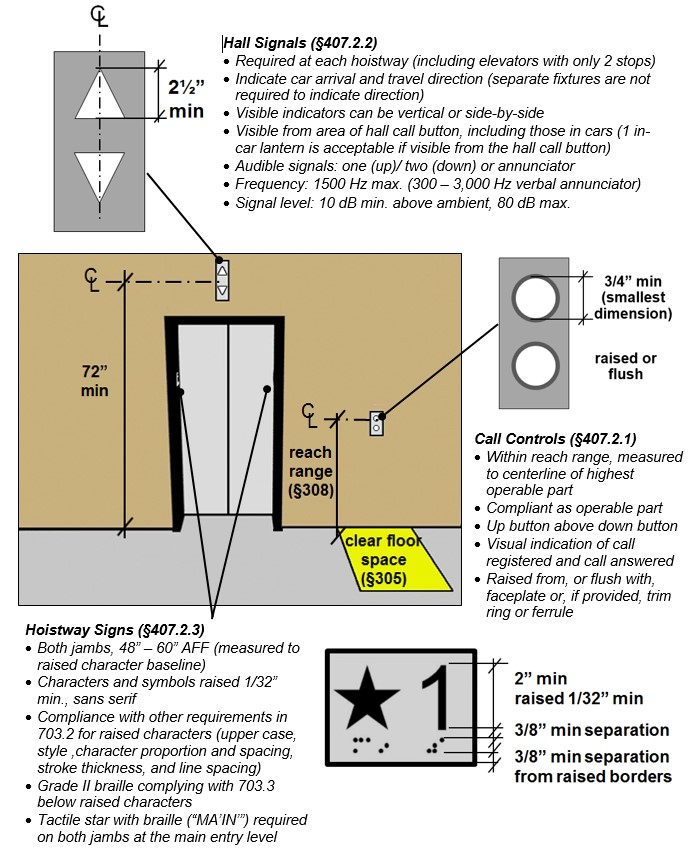 ℄
2½”
min
Hall Signals (§407.2.2)
• Required at each hoistway (including elevators with only 2 stops)
• Indicate car arrival and travel direction (separate fixtures are not
required to indicate direction)
• Visible indicators can be vertical or side-by-side
• Visible from area of hall call button, including those in cars (1 in-
car lantern is acceptable if visible from the hall call button)
• Audible signals: one (up)/ two (down) or annunciator
• Frequency: 1500 Hz max. (300 – 3,000 Hz verbal annunciator)
• Signal level: 10 dB min. above ambient, 80 dB max.
℄
72”
min
℄
reach
range
(§308)
clear floor
space
(§305)
3/4” min
(smallest
dimension)
raised or
flush
Call Controls (§407.2.1)
• Within reach range, measured
to centerline of highest
operable part
• Compliant as operable part
• Up button above down button
• Visual indication of call
registered and call answered
• Raised from, or flush with,
faceplate or, if provided, trim
ring or ferrule
Hoistway Signs (§407.2.3)
• Both jambs, 48” – 60” AFF (measured to
raised character baseline)
• Characters and symbols raised 1/32”
min., sans serif
• Compliance with other requirements in
703.2 for raised characters (upper case,
style ,character proportion and spacing,
stroke thickness, and line spacing)
• Grade II braille complying with 703.3
below raised characters
• Tactile star with braille (“MA’IN’”) required
on both jambs at the main entry level
★ 1
2” min
raised 1/32” min
3/8” min separation
3/8” min separation
from raised borders